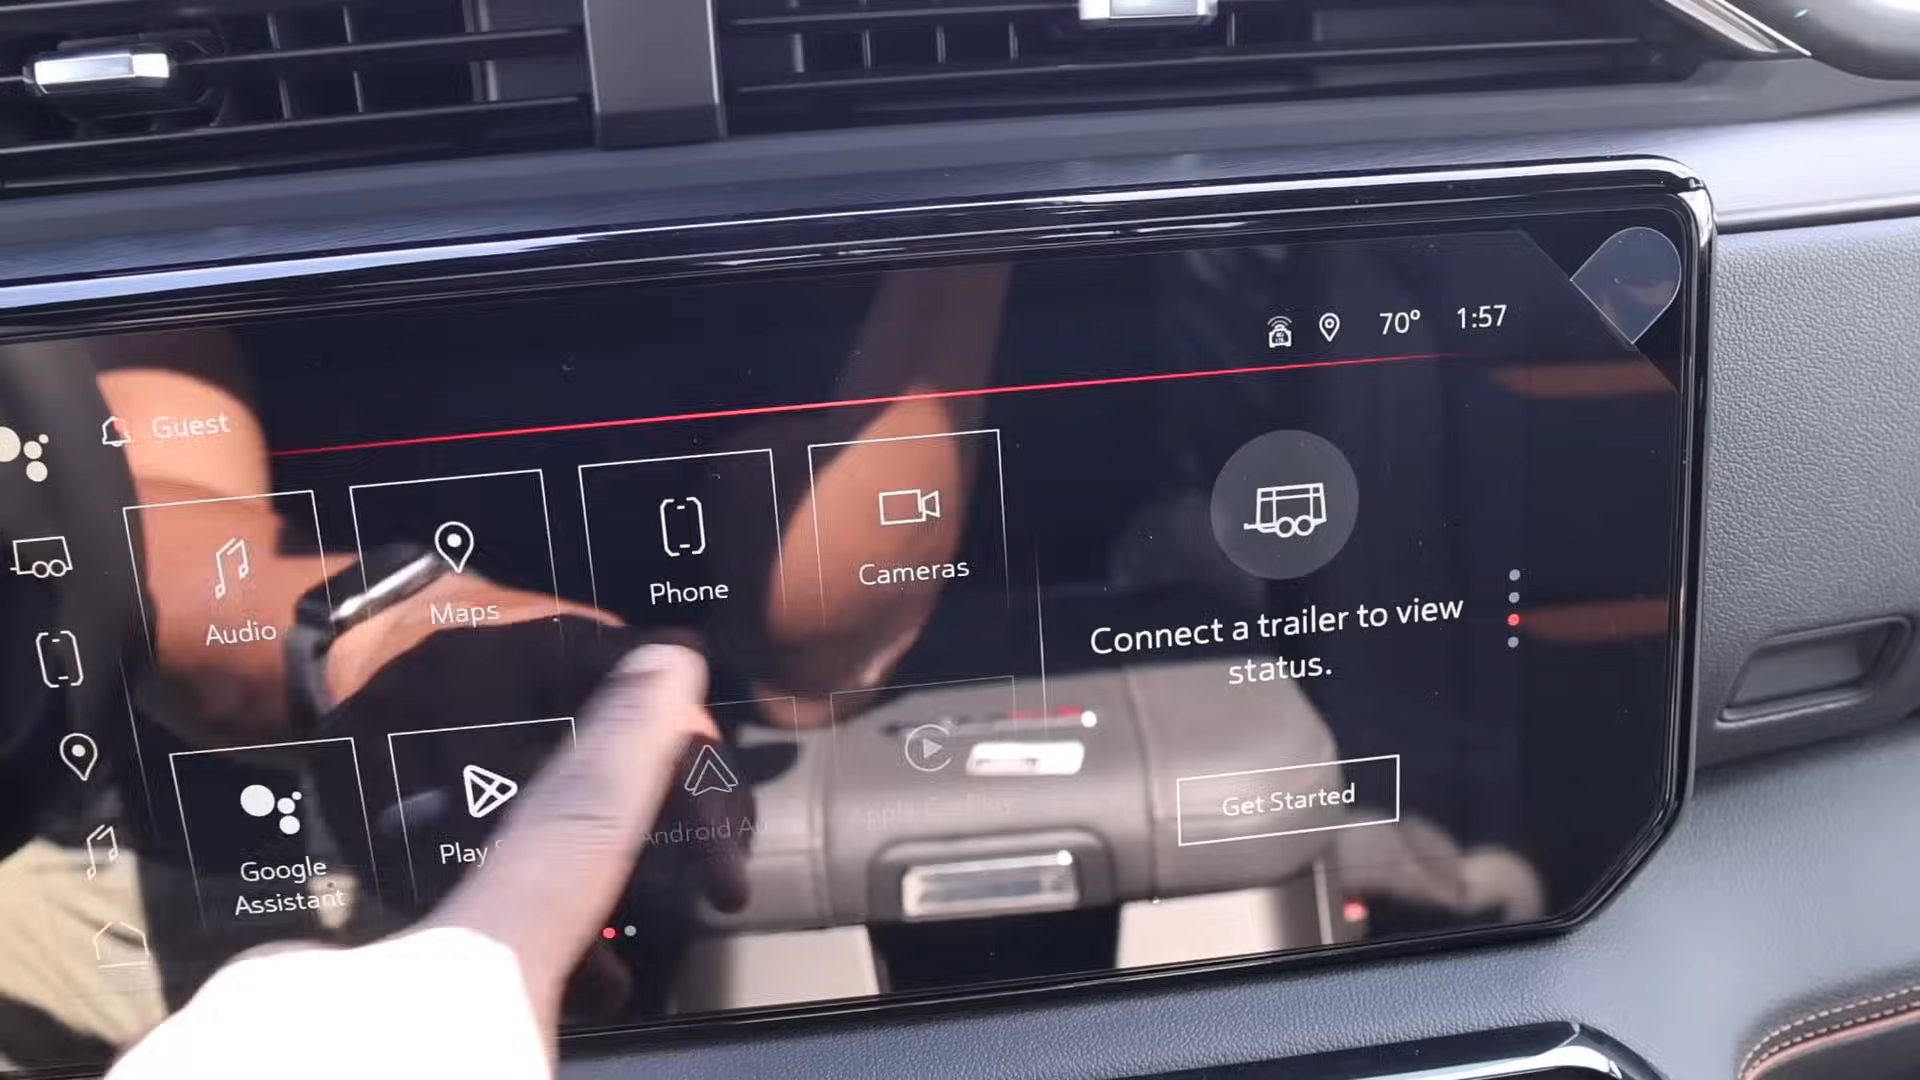 70° 1:57
Guest
Audio
Maps
Phone
Cameras
Connect a trailer to view
status.
Google
Assistant
Play
Android Au
Apple CarPlay
Get Started